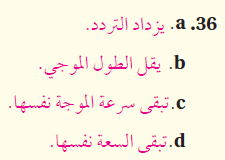 36. a. يزداد التردد.
b. يقل الطول الموجي.
c. تبقى سرعة الموجة نفسها.
d. تبقى السعة نفسها.